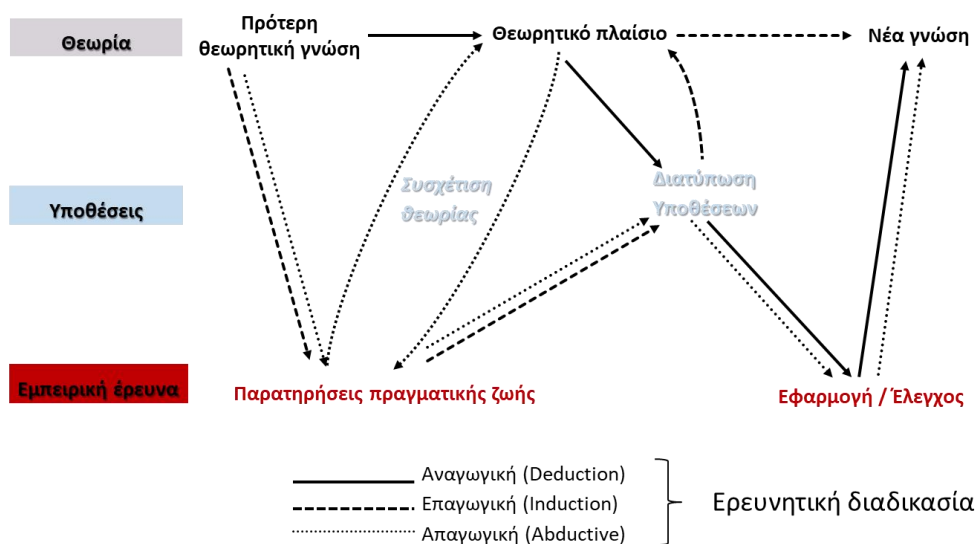 Πρότερη
θεωρητική γνώση
Θεωρητικό πλαίσιο
Νέα γνώση
Θεωρία
Συσχέτιση
θεωρίας
Διατύπωση
Υποθέσεων
Υποθέσεις
Εμπειρική έρευνα
Παρατηρήσεις πραγματικής ζωής
Εφαρμογή / Έλεγχος
Αναγωγική (Deduction)
Επαγωγική (Induction)
Απαγωγική (Abductive)
Ερευνητική διαδικασία